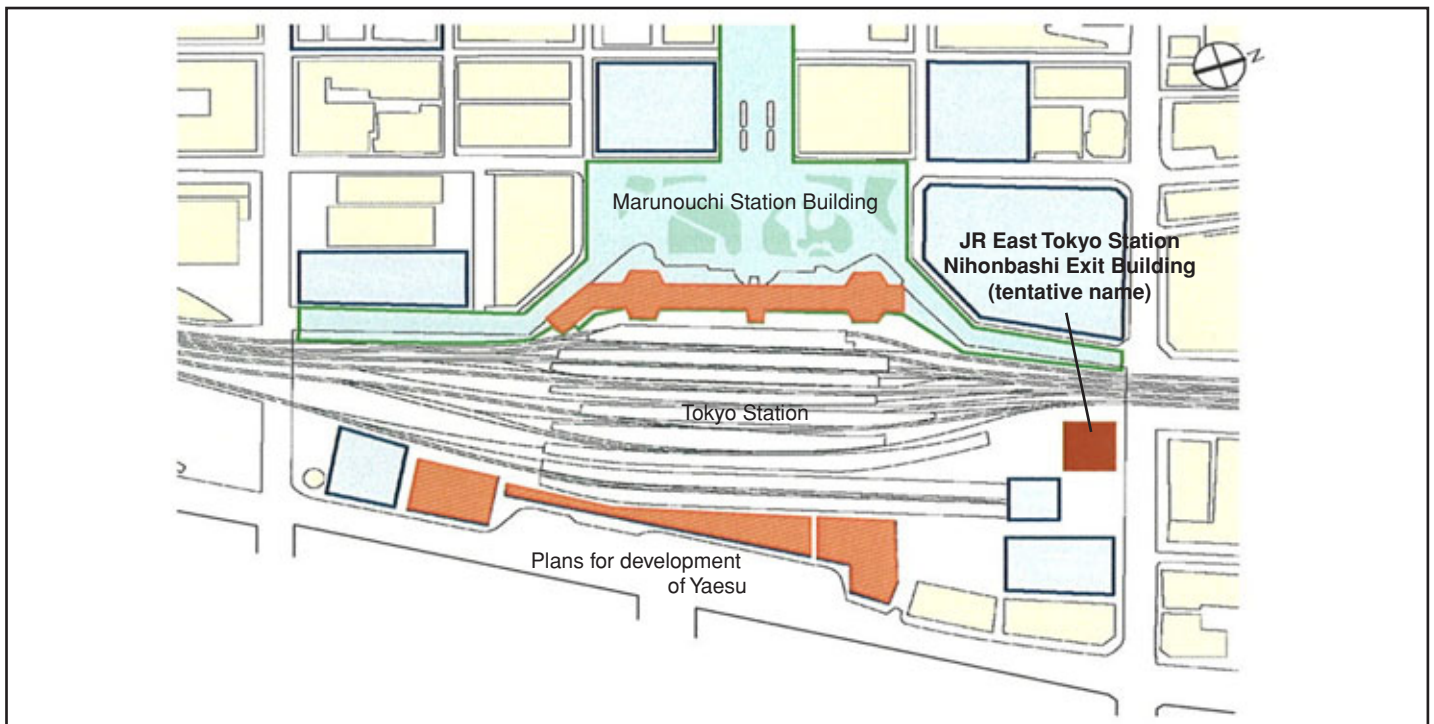 N
Marunouchi Station Building
JR East Tokyo Station
Nihonbashi Exit Building
(tentative name)
Tokyo Station
Plans for development
of Yaesu